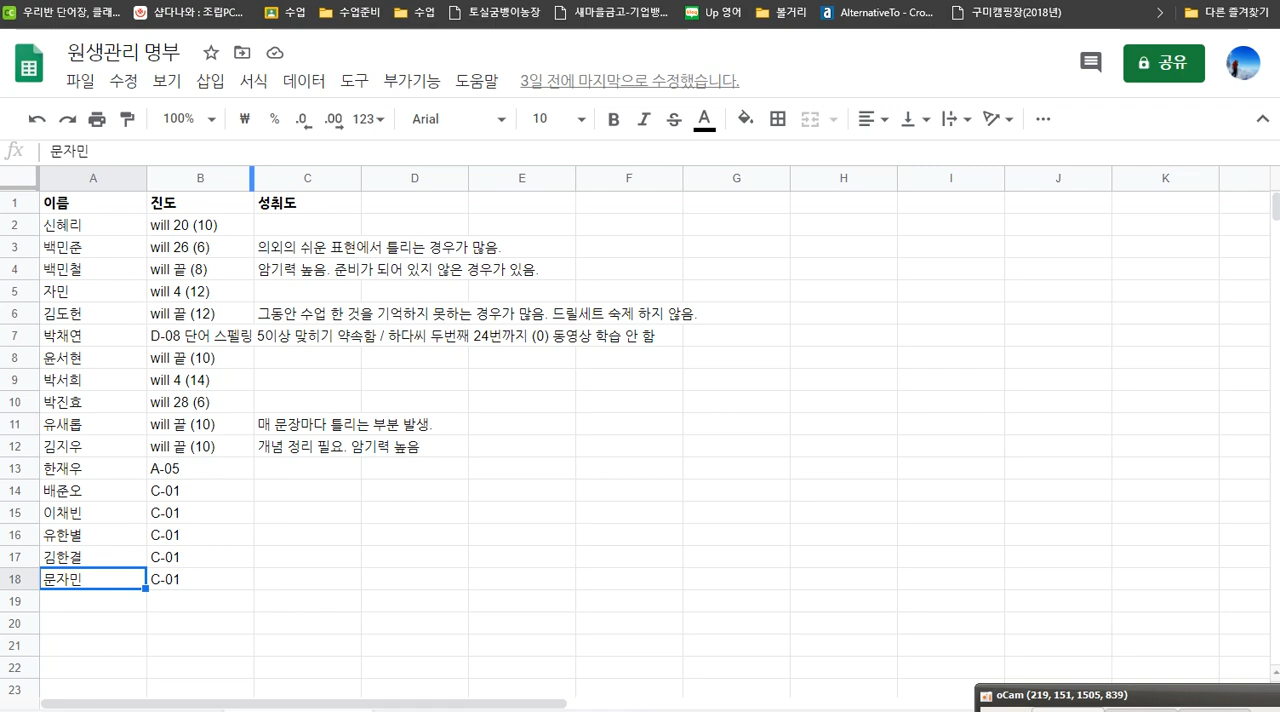 우리반 단어장, 클래... 샵다나와 : 조립PC... 수업 수업준비 수업 토실궁뱅이농장 새마을금고-기업뱅... Up 영어 볼거리 AlternativeTo - Cro... 구미캠핑장(2018년) 다른 즐겨찾기
원생관리 명부
파일 수정 보기 삽입 서식 데이터 도구 부가기능 도움말 3일 전에 마지막으로 수정했습니다.
공유
100% ₩ % .0 .00 123 Arial 10 B I S A
fx 문자민
A B C D E F G H I J K
1 이름 진도 성취도
2 신혜리 will 20 (10)
3 백민준 will 26 (6) 의외의 쉬운 표현에서 틀리는 경우가 많음.
4 백민철 will 끝 (8) 암기력 높음. 준비가 되어 있지 않은 경우가 있음.
5 자민 will 4 (12)
6 김도헌 will 끝 (12) 그동안 수업 한 것을 기억하지 못하는 경우가 많음. 드릴세트 숙제 하지 않음.
7 박채연 D-08 단어 스펠링 5이상 맞히기 약속함 / 하다씨 두번째 24번까지 (0) 동영상 학습 안 함
8 윤서현 will 끝 (10)
9 박서희 will 4 (14)
10 박진효 will 28 (6)
11 유새롭 will 끝 (10) 매 문장마다 틀리는 부분 발생.
12 김지우 will 끝 (10) 개념 정리 필요. 암기력 높음
13 한재우 A-05
14 배준오 C-01
15 이채빈 C-01
16 유한별 C-01
17 김한결 C-01
18 문자민 C-01
19
20
21
22
23
oCam (219, 151, 1505, 839)